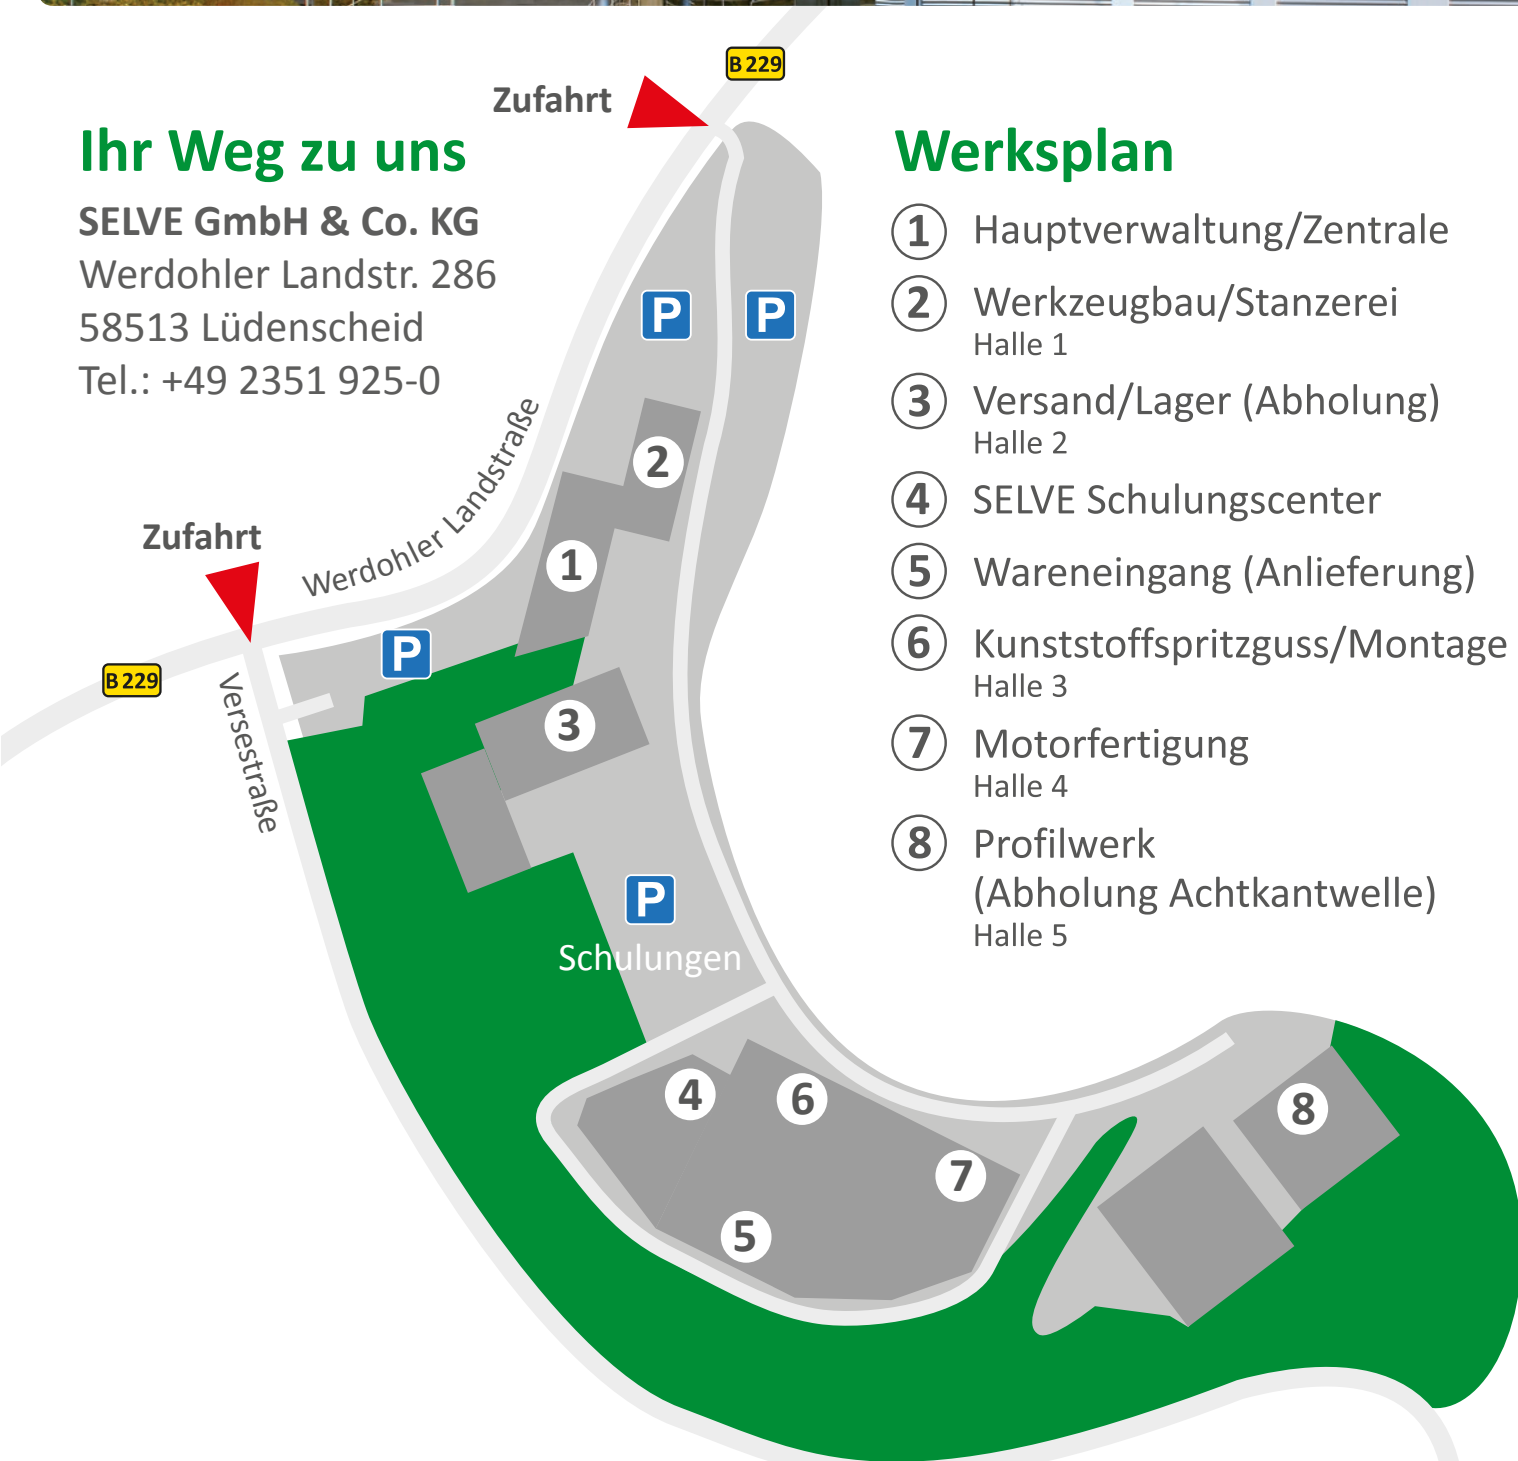 B 229
Zufahrt
Ihr Weg zu uns
SELVE GmbH & Co. KG
Werdohler Landstr. 286
58513 Lüdenscheid
Tel.: +49 2351 925-0
Werksplan
1 Hauptverwaltung/Zentrale
2 Werkzeugbau/Stanzerei
Halle 1
3 Versand/Lager (Abholung)
Halle 2
4 SELVE Schulungscenter
5 Wareneingang (Anlieferung)
6 Kunststoffspritzguss/Montage
Halle 3
7 Motorfertigung
Halle 4
8 Profilwerk
(Abholung Achtkantwelle)
Halle 5
P
P
Werdohler Landstraße
2
Zufahrt
1
P
B 229
Versestraße
3
P
Schulungen
4
6
8
7
5